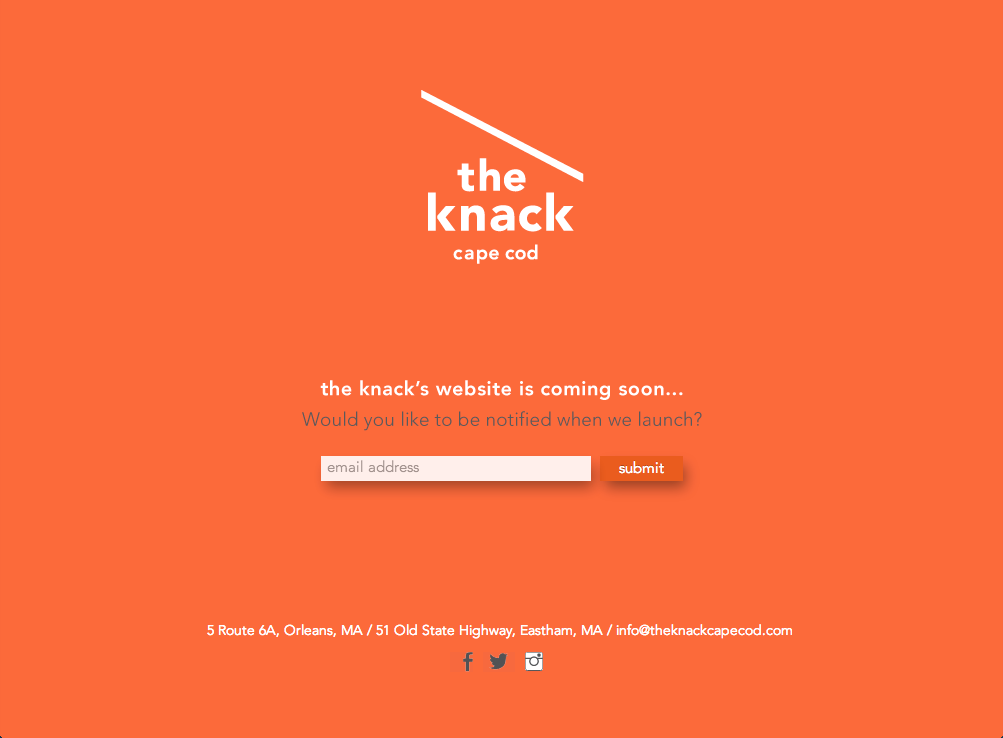 the
knack
cape cod
the knack’s website is coming soon...
Would you like to be notified when we launch?
email address
submit
5 Route 6A, Orleans, MA / 51 Old State Highway, Eastham, MA / info@theknackcapecod.com